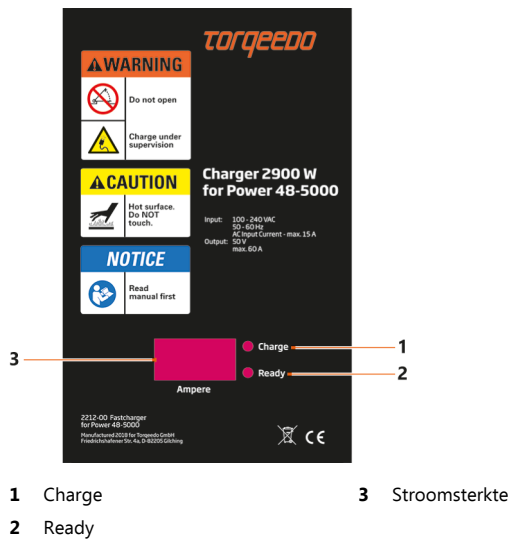 TORQEEDO
WARNING
Do not open
Charge under
supervision
CAUTION
Hot surface.
Do NOT
touch.
NOTICE
Read
manual first
Charger 2900 W
for Power 48-5000
Input: 100 - 240 VAC
50 - 60 Hz
AC Input Current - max. 15 A
Output: 50 V
max. 60 A
Charge 1
3
Ready 2
Ampere
2212-00 Fastcharger
for Power 48-5000
Manufactured 2018 for Torqeedo GmbH
Friedrichshafener Str. 4a, D-82205 Gilching
CE
1 Charge
2 Ready
3 Stroomsterkte